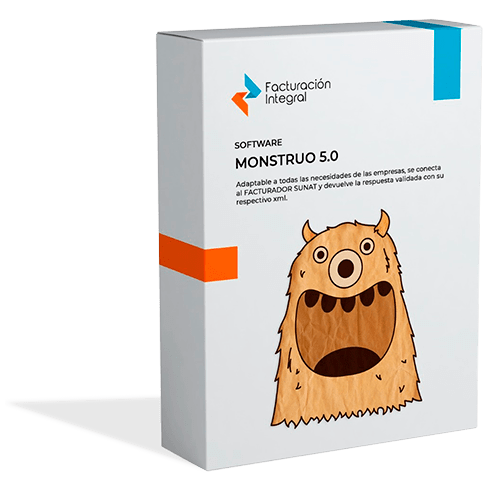 Facturación
Integral
SOFTWARE
MONSTRUO 5.0
Adaptable a todas las necesidades de las empresas, se conecta
al FACTURADOR SUNAT y devuelve la respuesta validada con su
respectivo xml.